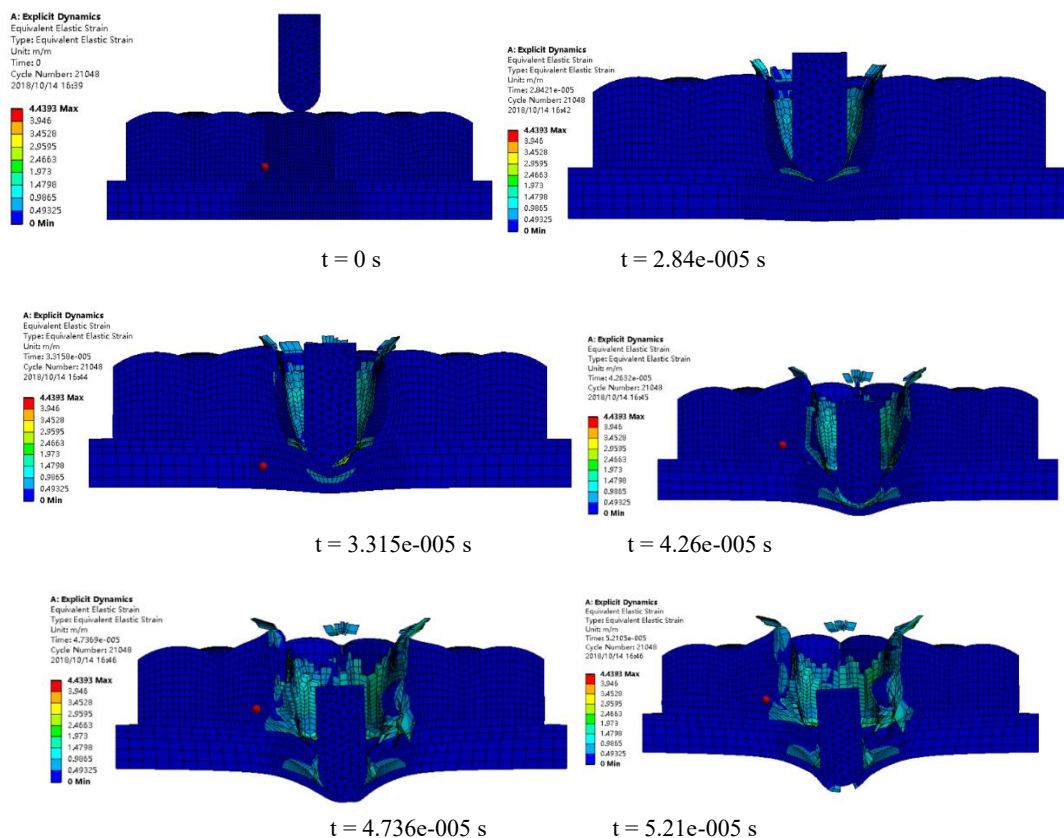 A: Explicit Dynamics
Equivalent Elastic Strain
Type: Equivalent Elastic Strain
Unit: m/m
Time: 0
Cycle Number: 21048
2018/10/14 16:39
4.4393 Max
3.946
3.4528
2.9595
2.4663
1.973
1.4798
0.9865
0.49325
0 Min
t = 0 s
A: Explicit Dynamics
Equivalent Elastic Strain
Type: Equivalent Elastic Strain
Unit: m/m
Time: 2.8421e-005
Cycle Number: 21048
2018/10/14 16:42
4.4393 Max
3.946
3.4528
2.9595
2.4663
1.973
1.4798
0.9865
0.49325
0 Min
t = 2.84e-005 s
A: Explicit Dynamics
Equivalent Elastic Strain
Type: Equivalent Elastic Strain
Unit: m/m
Time: 3.3158e-005
Cycle Number: 21048
2018/10/14 16:44
4.4393 Max
3.946
3.4528
2.9595
2.4663
1.973
1.4798
0.9865
0.49325
0 Min
t = 3.315e-005 s
A: Explicit Dynamics
Equivalent Elastic Strain
Type: Equivalent Elastic Strain
Unit: m/m
Time: 4.2632e-005
Cycle Number: 21048
2018/10/14 16:45
4.4393 Max
3.946
3.4528
2.9595
2.4663
1.973
1.4798
0.9865
0.49325
0 Min
t = 4.26e-005 s
A: Explicit Dynamics
Equivalent Elastic Strain
Type: Equivalent Elastic Strain
Unit: m/m
Time: 4.7369e-005
Cycle Number: 21048
2018/10/14 16:46
4.4393 Max
3.946
3.4528
2.9595
2.4663
1.973
1.4798
0.9865
0.49325
0 Min
t = 4.736e-005 s
A: Explicit Dynamics
Equivalent Elastic Strain
Type: Equivalent Elastic Strain
Unit: m/m
Time: 5.2105e-005
Cycle Number: 21048
2018/10/14 16:46
4.4393 Max
3.946
3.4528
2.9595
2.4663
1.973
1.4798
0.9865
0.49325
0 Min
t = 5.21e-005 s